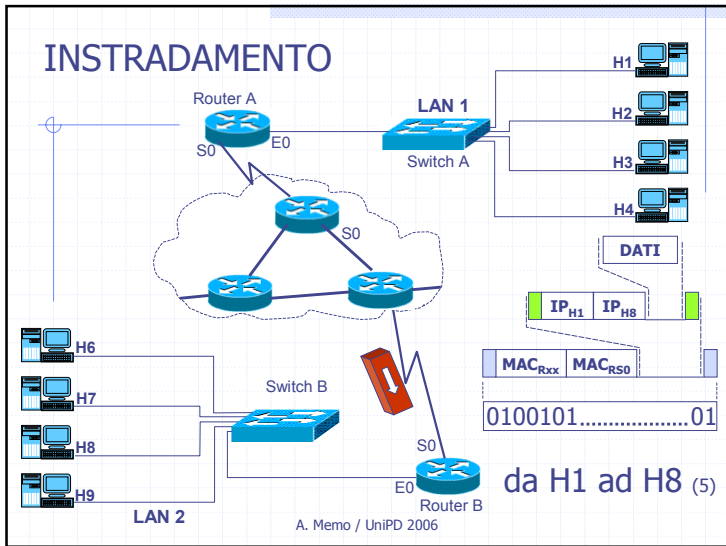 INSTRADAMENTO
Router A
LAN 1
H1
S0
E0
H2
Switch A
H3
H4
S0
DATI
IPH1 IPH8
H6
MACRxx MACRS0
Switch B
H7
0100101...................01
H8
S0
H9
E0
da H1 ad H8 (5)
LAN 2
Router B
A. Memo / UniPD 2006